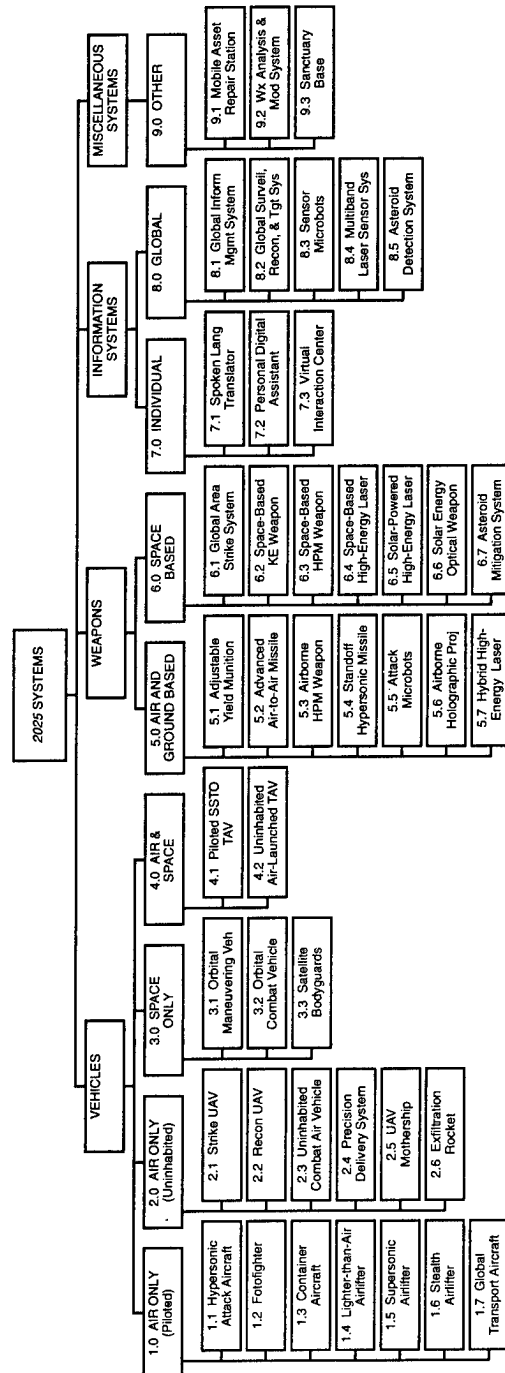 2025 SYSTEMS
VEHICLES
1.0 AIR ONLY
(Piloted)
1.1 Hypersonic
Attack Aircraft
1.2 Fotofighter
1.3 Container
Aircraft
1.4 Lighter-than-Air
Airlifter
1.5 Supersonic
Airlifter
1.6 Stealth
Airlifter
1.7 Global
Transport Aircraft
2.0 AIR ONLY
(Uninhabited)
2.1 Strike UAV
2.2 Recon UAV
2.3 Uninhabited
Combat Air Vehicle
2.4 Precision
Delivery System
2.5 UAV
Mothership
2.6 Exfiltration
Rocket
3.0 SPACE
ONLY
3.1 Orbital
Maneuvering Veh
3.2 Orbital
Combat Vehicle
3.3 Satellite
Bodyguards
4.0 AIR &
SPACE
4.1 Piloted SSTO
TAV
4.2 Uninhabited
Air-Launched TAV
WEAPONS
5.0 AIR AND
GROUND BASED
5.1 Adjustable
Yield Munition
5.2 Advanced
Air-to-Air Missile
5.3 Airborne
HPM Weapon
5.4 Standoff
Hypersonic Missile
5.5 Attack
Microbots
5.6 Airborne
Holographic Proj
5.7 Hybrid High-
Energy Laser
6.0 SPACE
BASED
6.1 Global Area
Strike System
6.2 Space-Based
KE Weapon
6.3 Space-Based
HPM Weapon
6.4 Space-Based
High-Energy Laser
6.5 Solar-Powered
High-Energy Laser
6.6 Solar Energy
Optical Weapon
6.7 Asteroid
Mitigation System
INFORMATION
SYSTEMS
7.0 INDIVIDUAL
7.1 Spoken Lang
Translator
7.2 Personal Digital
Assistant
7.3 Virtual
Interaction Center
8.0 GLOBAL
8.1 Global Inform
Mgmt System
8.2 Global Surveil,
Recon, & Tgt Sys
8.3 Sensor
Microbots
8.4 Multiband
Laser Sensor Sys
8.5 Asteroid
Detection System
MISCELLANEOUS
SYSTEMS
9.0 OTHER
9.1 Mobile Asset
Repair Station
9.2 Wx Analysis &
Mod System
9.3 Sanctuary
Base